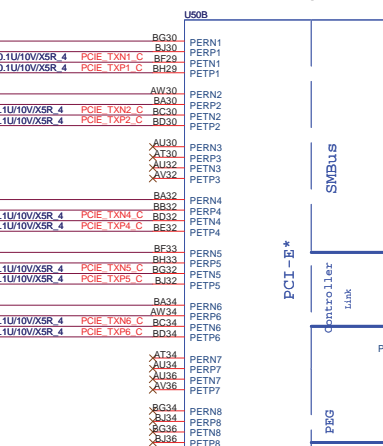 U50B
BG30 PERN1
BJ30 PERP1
0.1U/10V/X5R_4 PCIE_TXN1_C BF29 PETN1
0.1U/10V/X5R_4 PCIE_TXP1_C BH29 PETP1
AW30 PERN2
BA30 PERP2
.1U/10V/X5R_4 PCIE_TXN2_C BC30 PETN2
.1U/10V/X5R_4 PCIE_TXP2_C BD30 PETP2
AU30 PERN3
AT30 PERP3
AU32 PETN3
AV32 PETP3
SMBus
BA32 PERN4
BB32 PERP4
.1U/10V/X5R_4 PCIE_TXN4_C BD32 PETN4
.1U/10V/X5R_4 PCIE_TXP4_C BE32 PETP4
PCI-E*
BF33 PERN5
BH33 PERP5
.1U/10V/X5R_4 PCIE_TXN5_C BG32 PETN5
.1U/10V/X5R_4 PCIE_TXP5_C BJ32 PETP5
Controller
Link
BA34 PERN6
AW34 PERP6
.1U/10V/X5R_4 PCIE_TXN6_C BC34 PETN6
.1U/10V/X5R_4 PCIE_TXP6_C BD34 PETP6
P
AT34 PERN7
AU34 PERP7
AU36 PETN7
AV36 PETP7
PEG
BG34 PERN8
BJ34 PERP8
BG36 PETN8
BJ36 PETP8